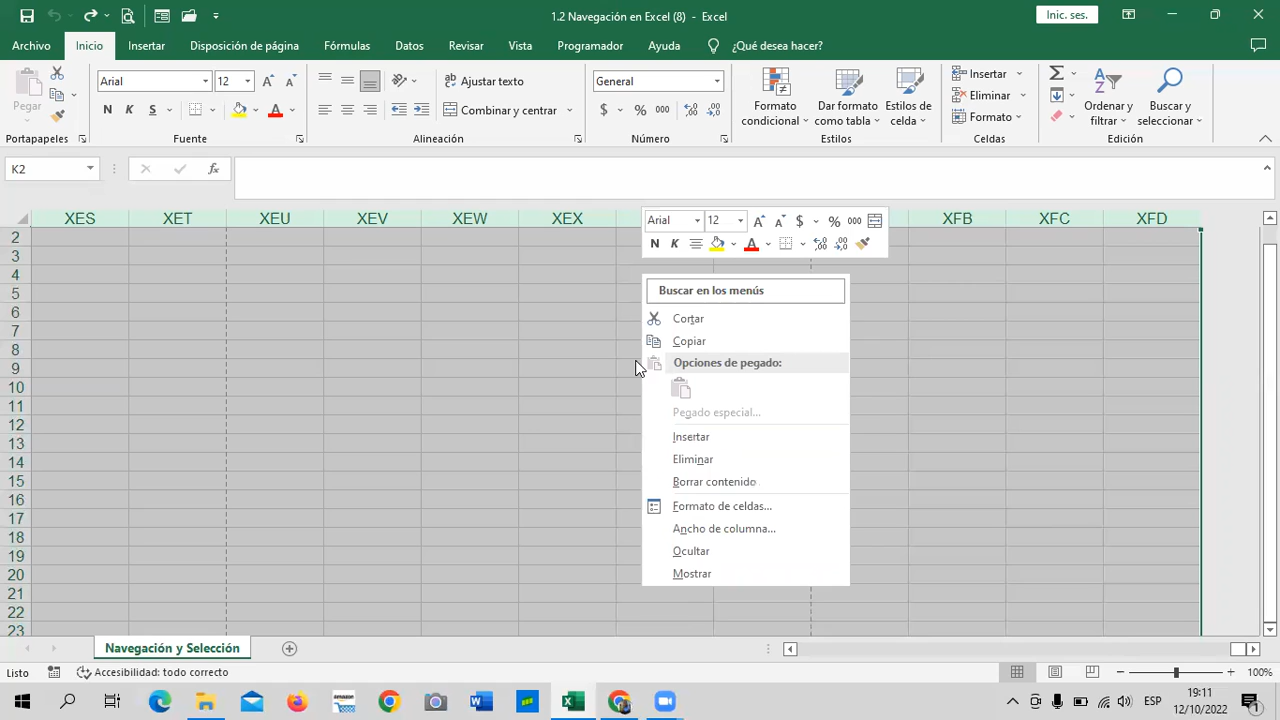 1.2 Navegación en Excel (8) - Excel
Inic. ses.
Archivo Inicio Insertar Disposición de página Fórmulas Datos Revisar Vista Programador Ayuda ¿Qué desea hacer?
Pegar
Arial 12
N K S
Ajustar texto
Combinar y centrar
General
$ % 000
Formato condicional
Dar formato como tabla
Estilos de celda
Insertar
Eliminar
Formato
Ordenar y filtrar
Buscar y seleccionar
Portapapeles Fuente Alineación Número Estilos Celdas Edición
K2 fx
XES XET XEU XEV XEW XEX XFB XFC XFD
Arial 12 $ % 000
N K
2
3
4
5
6
7
8
9
10
11
12
13
14
15
16
17
18
19
20
21
22
23
Buscar en los menús
Cortar
Copiar
Opciones de pegado:
Pegado especial...
Insertar
Eliminar
Borrar contenido
Formato de celdas...
Ancho de columna...
Ocultar
Mostrar
Navegación y Selección
Listo Accesibilidad: todo correcto 100%
ESP
19:11
12/10/2022